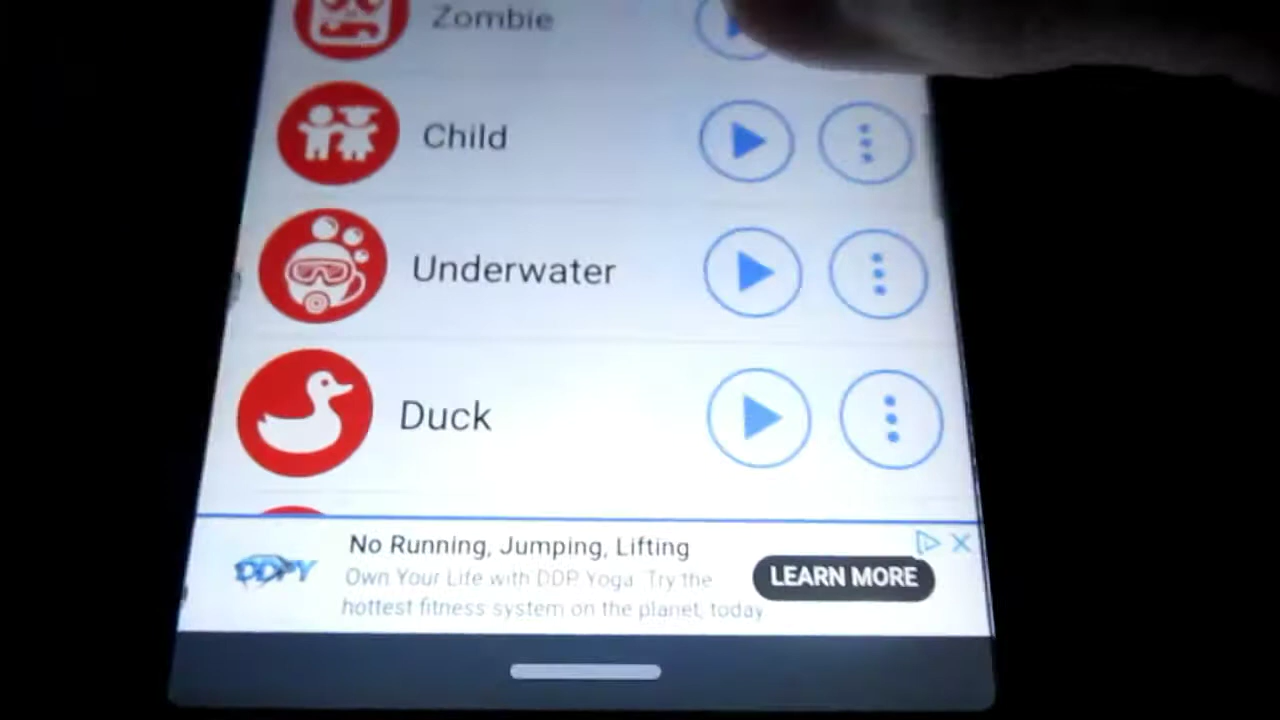 Zombie
Child
Underwater
Duck
No Running, Jumping, Lifting
DDPY
Own Your Life with DDP Yoga. Try the
LEARN MORE
hottest fitness system on the planet, today